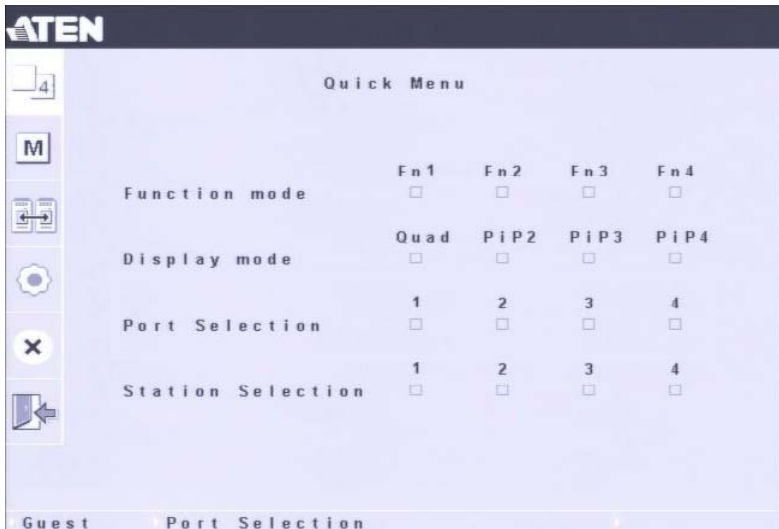 ATEN
4
Quick Menu
M
Fn1 Fn2 Fn3 Fn4
Function mode
Quad PiP2 PiP3 PiP4
Display mode
1 2 3 4
Port Selection
1 2 3 4
Station Selection
Guest Port Selection